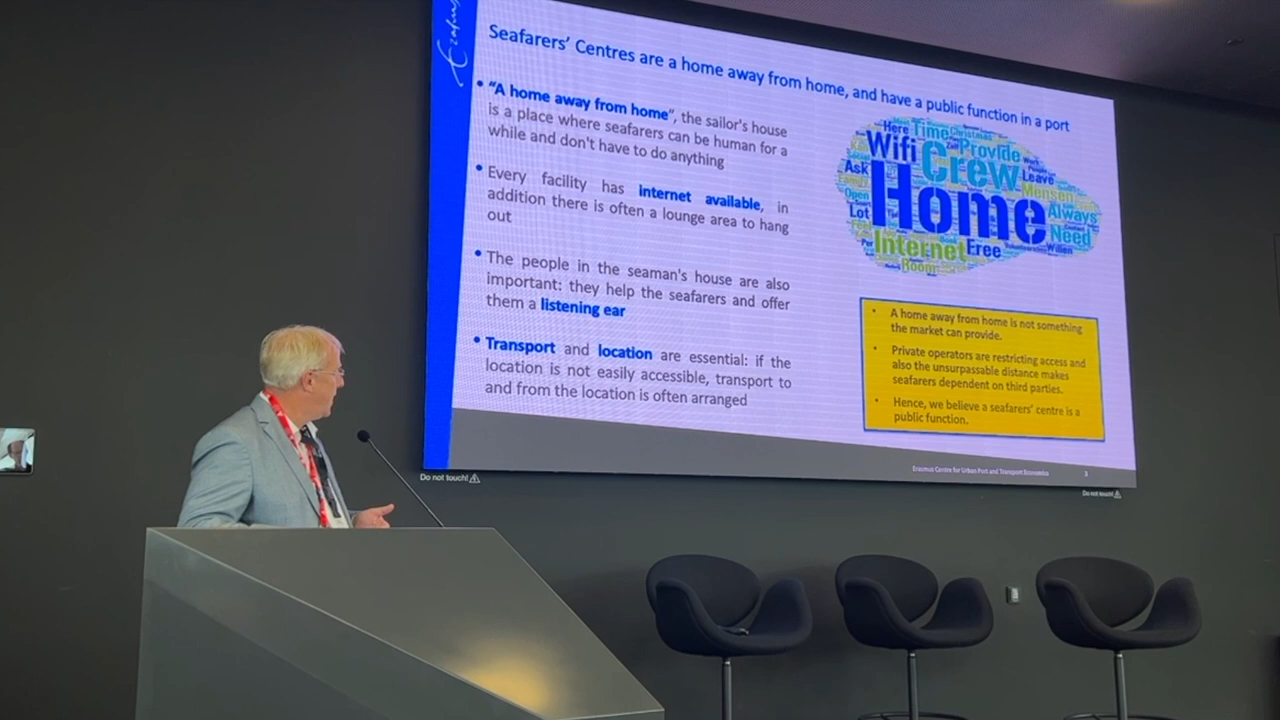 Erasmus
Seafarers' Centres are a home away from home, and have a public function in a port
• "A home away from home", the sailor's house
is a place where seafarers can be human for a
while and don't have to do anything
• Every facility has internet available, in
addition there is often a lounge area to hang
out
• The people in the seaman's house are also
important: they help the seafarers and offer
them a listening ear
• Transport and location are essential: if the
location is not easily accessible, transport to
and from the location is often arranged
Here Time Christmas
Wifi Crew Provide
Ask Leave
Mensen
Open Home Always
Lot Need
Internet Free Willen
Room
• A home away from home is not something
the market can provide.
• Private operators are restricting access and
also the unsurpassable distance makes
seafarers dependent on third parties.
• Hence, we believe a seafarers' centre is a
public function.
Erasmus Centre for Urban Port and Transport Economics 3
Do not touch!
Do not touch!